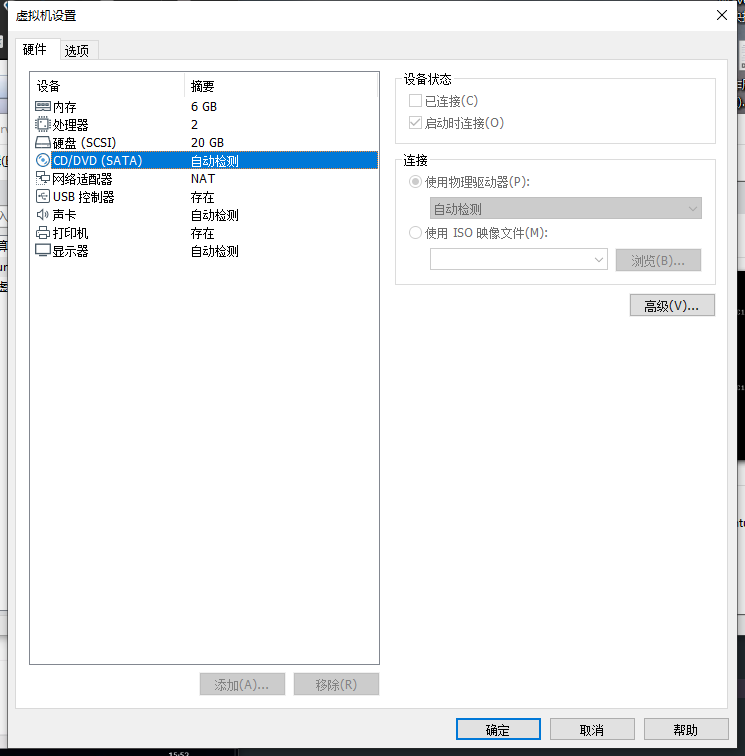 虚拟机设置
硬件 选项
设备 摘要
内存 6 GB
处理器 2
硬盘 (SCSI) 20 GB
CD/DVD (SATA) 自动检测
网络适配器 NAT
USB 控制器 存在
声卡 自动检测
打印机 存在
显示器 自动检测
添加(A)... 移除(R)
设备状态
已连接(C)
启动时连接(O)
连接
使用物理驱动器(P):
自动检测
使用 ISO 映像文件(M):
浏览(B)...
高级(V)...
确定 取消 帮助
15:52